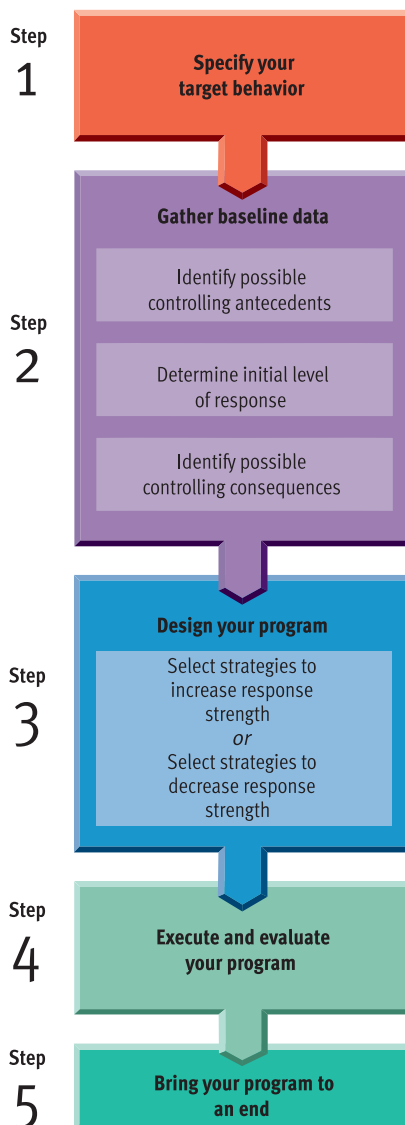 Step
1
Specify your
target behavior
Step
2
Gather baseline data
Identify possible
controlling antecedents
Determine initial level
of response
Identify possible
controlling consequences
Step
3
Design your program
Select strategies to
increase response
strength
or
Select strategies to
decrease response
strength
Step
4
Execute and evaluate
your program
Step
5
Bring your program to
an end